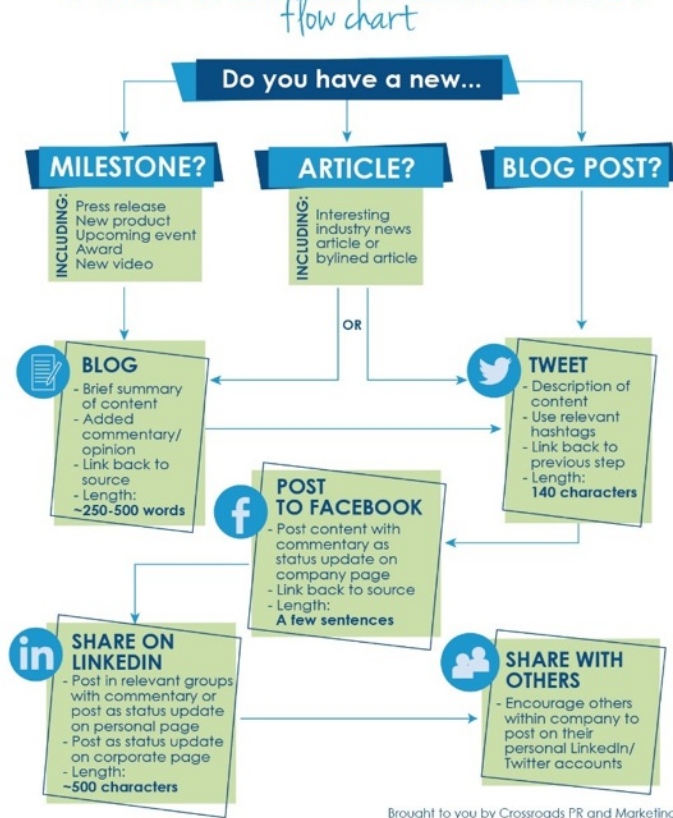 flow chart
Do you have a new...
MILESTONE?
INCLUDING:
Press release
New product
Upcoming event
Award
New video
ARTICLE?
INCLUDING:
Interesting
industry news
article or
bylined article
BLOG POST?
OR
BLOG
- Brief summary
of content
- Added
commentary/
opinion
- Link back to
source
- Length:
~250-500 words
TWEET
- Description of
content
- Use relevant
hashtags
- Link back to
previous step
- Length:
140 characters
f
POST
TO FACEBOOK
- Post content with
commentary as
status update on
company page
- Link back to source
- Length:
A few sentences
in
SHARE ON
LINKEDIN
- Post in relevant groups
with commentary or
post as status update
on personal page
- Post as status update
on corporate page
- Length:
~500 characters
SHARE WITH
OTHERS
- Encourage others
within company to
post on their
personal LinkedIn/
Twitter accounts
Brought to you by Crossroads PR and Marketing